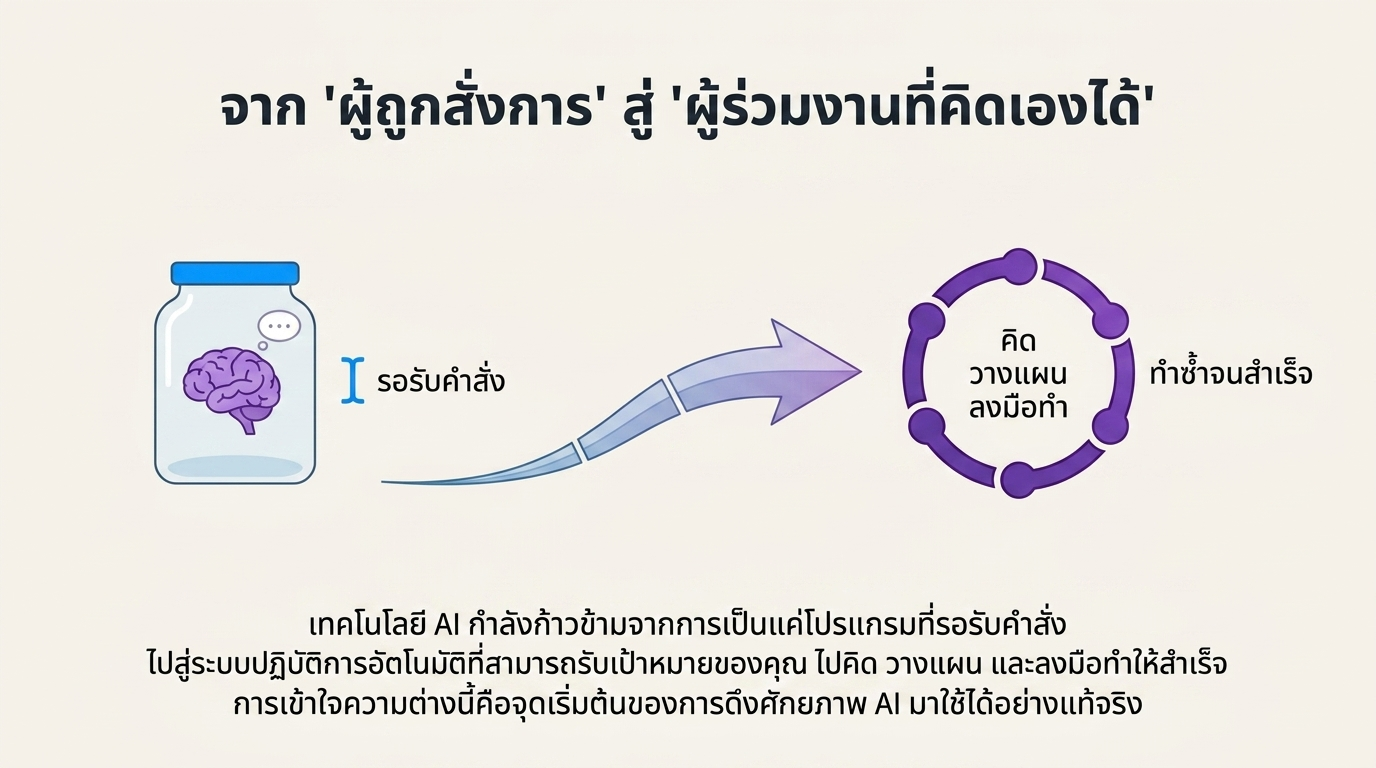 จาก 'ผู้ถูกสั่งการ' สู่ 'ผู้ร่วมงานที่คิดเองได้'
รอรับคำสั่ง
คิด
วางแผน
ลงมือทำ
ทำซ้ำจนสำเร็จ
เทคโนโลยี AI กำลังก้าวข้ามจากการเป็นแค่โปรแกรมที่รอรับคำสั่ง
ไปสู่ระบบปฏิบัติการอัตโนมัติที่สามารถรับเป้าหมายของคุณ ไปคิด วางแผน และลงมือทำให้สำเร็จ
การเข้าใจความต่างนี้คือจุดเริ่มต้นของการดึงศักยภาพ AI มาใช้ได้อย่างแท้จริง